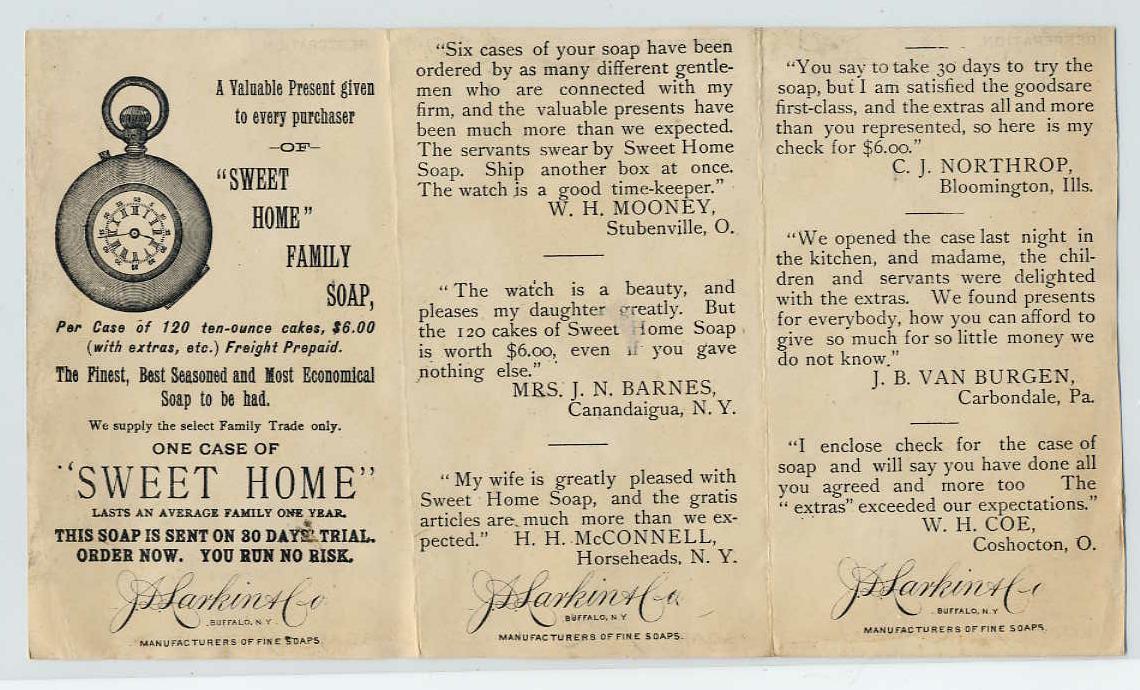 A Valuable Present given
to every purchaser
—OF—
“SWEET
HOME”
FAMILY
SOAP,
Per Case of 120 ten-ounce cakes, $6.00
(with extras, etc.) Freight Prepaid.
The Finest, Best Seasoned and Most Economical
Soap to be had.
We supply the select Family Trade only.
ONE CASE OF
“SWEET HOME”
LASTS AN AVERAGE FAMILY ONE YEAR.
THIS SOAP IS SENT ON 30 DAYS TRIAL.
ORDER NOW. YOU RUN NO RISK.
J.D. Larkin & Co
BUFFALO, N.Y.
MANUFACTURERS OF FINE SOAPS.
“Six cases of your soap have been
ordered by as many different gentle-
men who are connected with my
firm, and the valuable presents have
been much more than we expected.
The servants swear by Sweet Home
Soap. Ship another box at once.
The watch is a good time-keeper.”
W. H. MOONEY,
Stubenville, O.
“The watch is a beauty, and
pleases my daughter greatly. But
the 120 cakes of Sweet Home Soap
is worth $6.00, even if you gave
nothing else.”
MRS. J. N. BARNES,
Canandaigua, N. Y.
“My wife is greatly pleased with
Sweet Home Soap, and the gratis
articles are much more than we ex-
pected.” H. H. McCONNELL,
Horseheads, N. Y.
J.D. Larkin & Co.
BUFFALO, N.Y
MANUFACTURERS OF FINE SOAPS.
“You say to take 30 days to try the
soap, but I am satisfied the goodsare
first-class, and the extras all and more
than you represented, so here is my
check for $6.00.”
C. J. NORTHROP,
Bloomington, Ills.
“We opened the case last night in
the kitchen, and madame, the chil-
dren and servants were delighted
with the extras. We found presents
for everybody, how you can afford to
give so much for so little money we
do not know.”
J. B. VAN BURGEN,
Carbondale, Pa.
“I enclose check for the case of
soap and will say you have done all
you agreed and more too The
“extras” exceeded our expectations.”
W. H. COE,
Coshocton, O.
J.D. Larkin & Co
BUFFALO, N.Y
MANUFACTURERS OF FINE SOAPS.